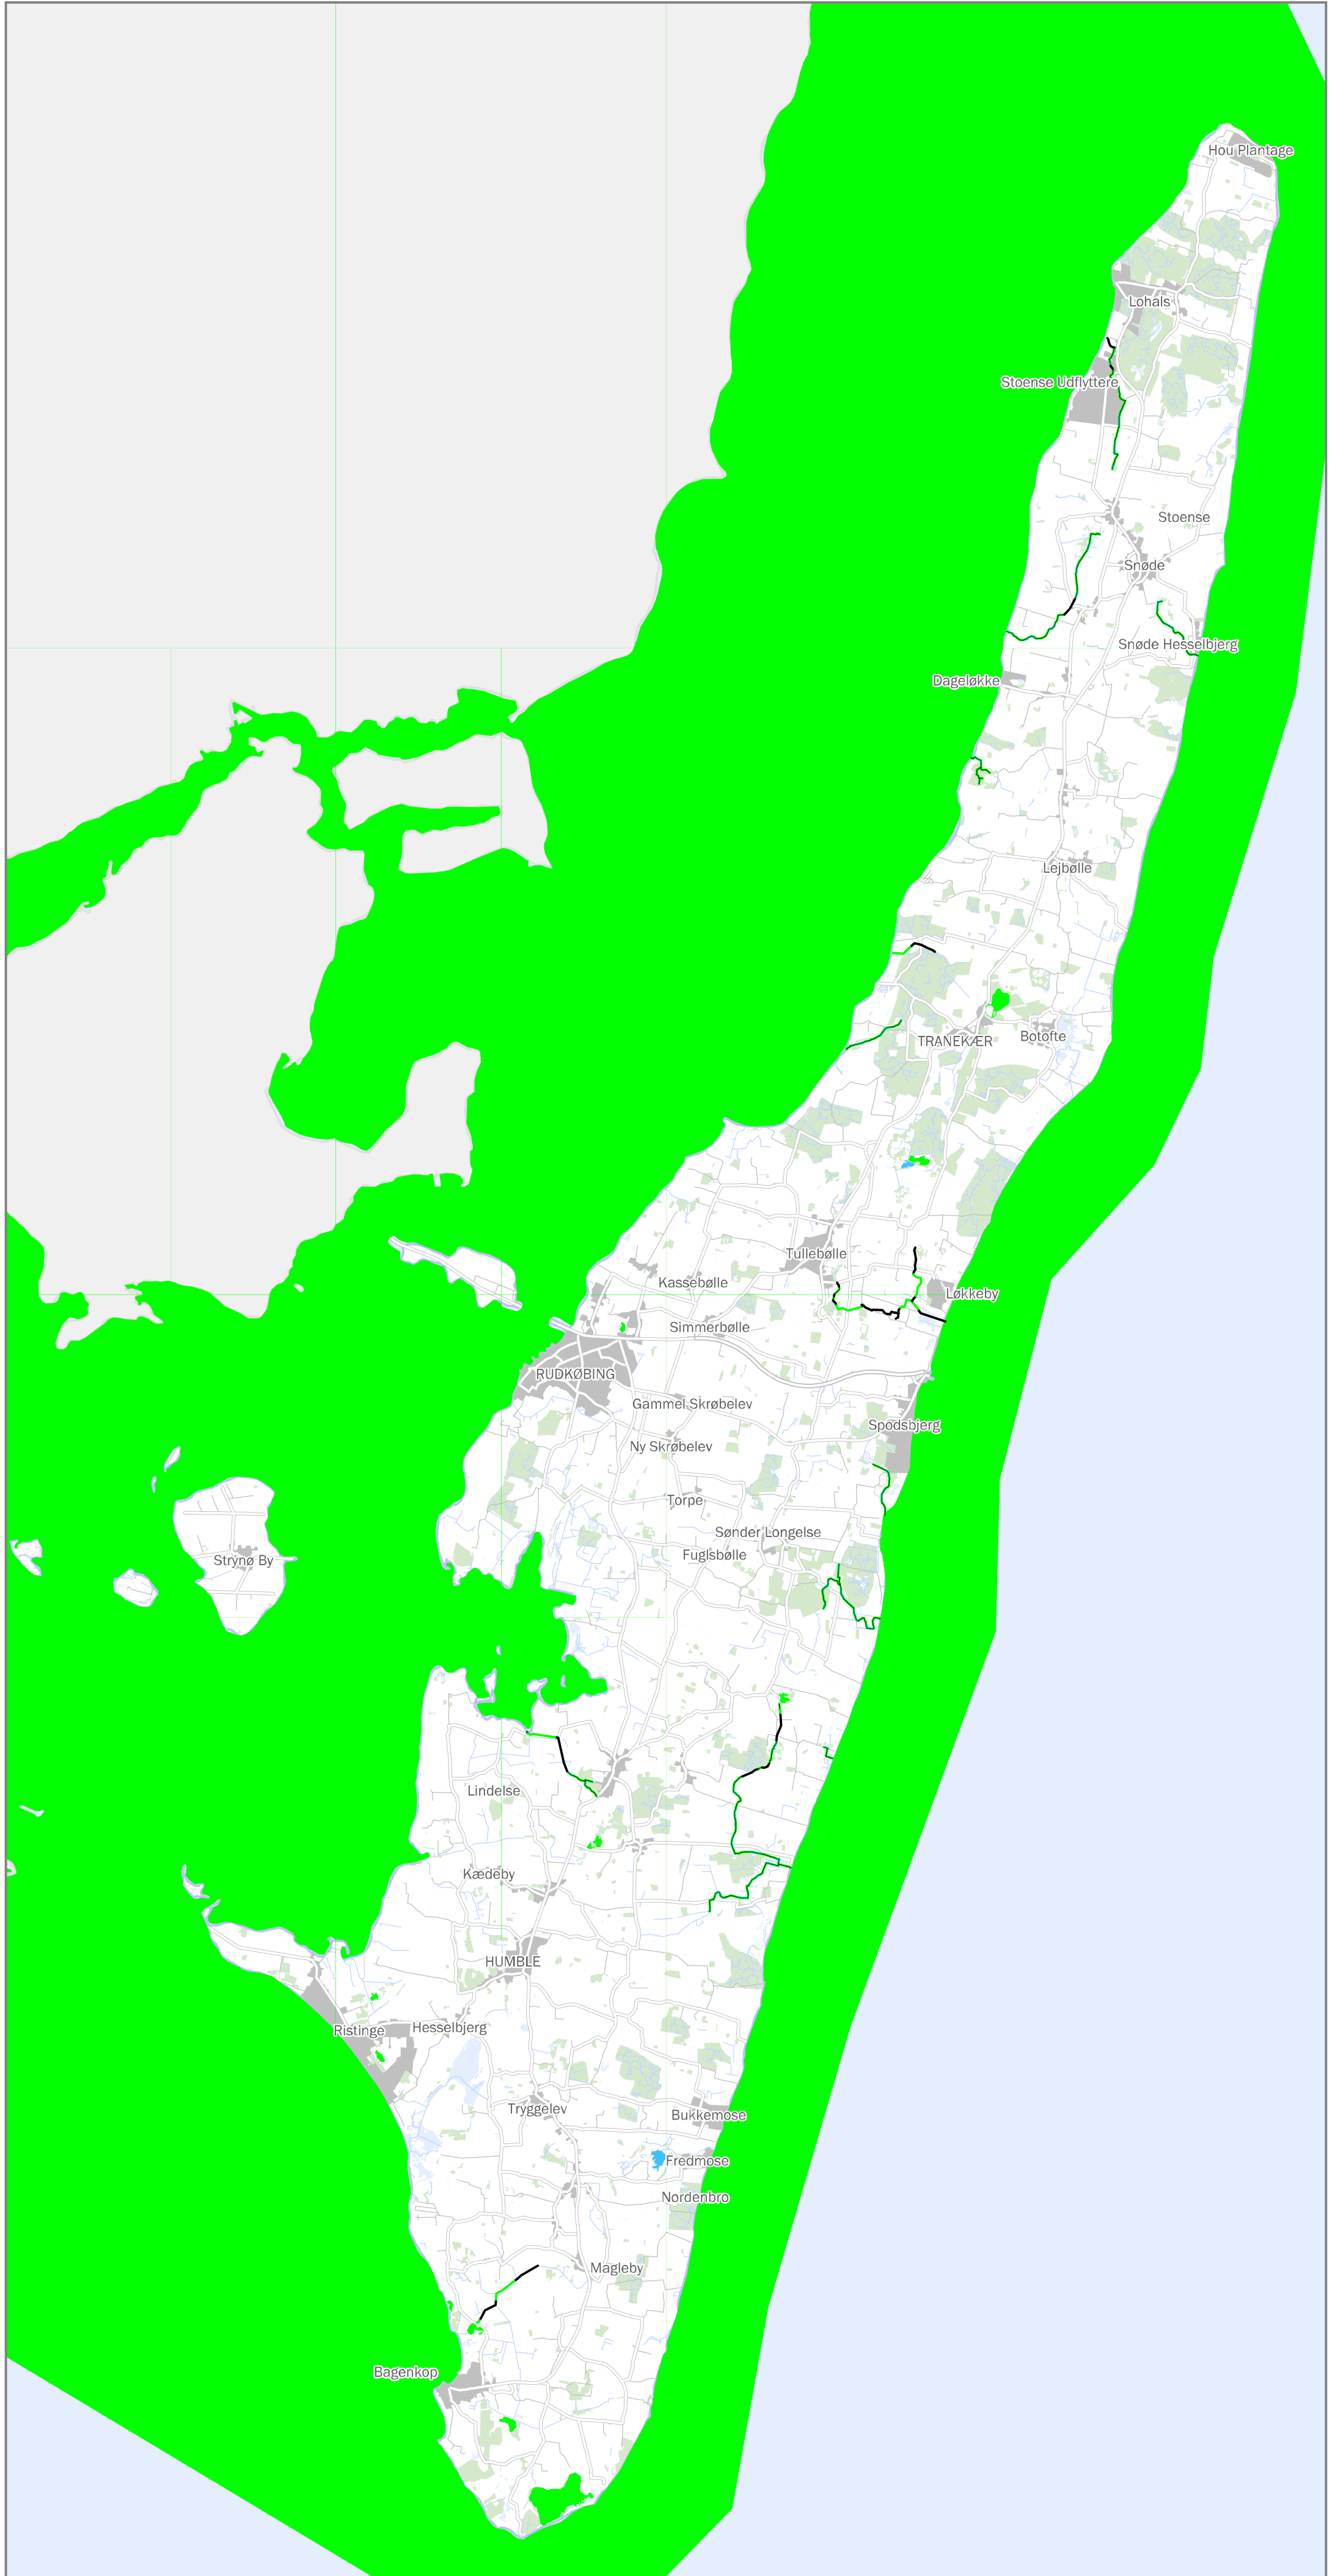 Hou Plantage
Lohals
Stoense Udflyttere
Stoense
Snøde
Snøde Hesselbjerg
Dageløkke
Lejbølle
Botofte
TRANEKÆR
Tullebølle
Kassebølle
Løkkeby
Simmerbølle
RUDKØBING
Gammel Skrøbelev
Spodsbjerg
Ny Skrøbelev
Torpe
Sønder Longelse
Fuglsbølle
Strynø By
Lindelse
Kædeby
HUMBLE
Hesselbjerg
Ristinge
Tryggelev
Bukkemose
Fredmose
Nordenbro
Magleby
Bagenkop